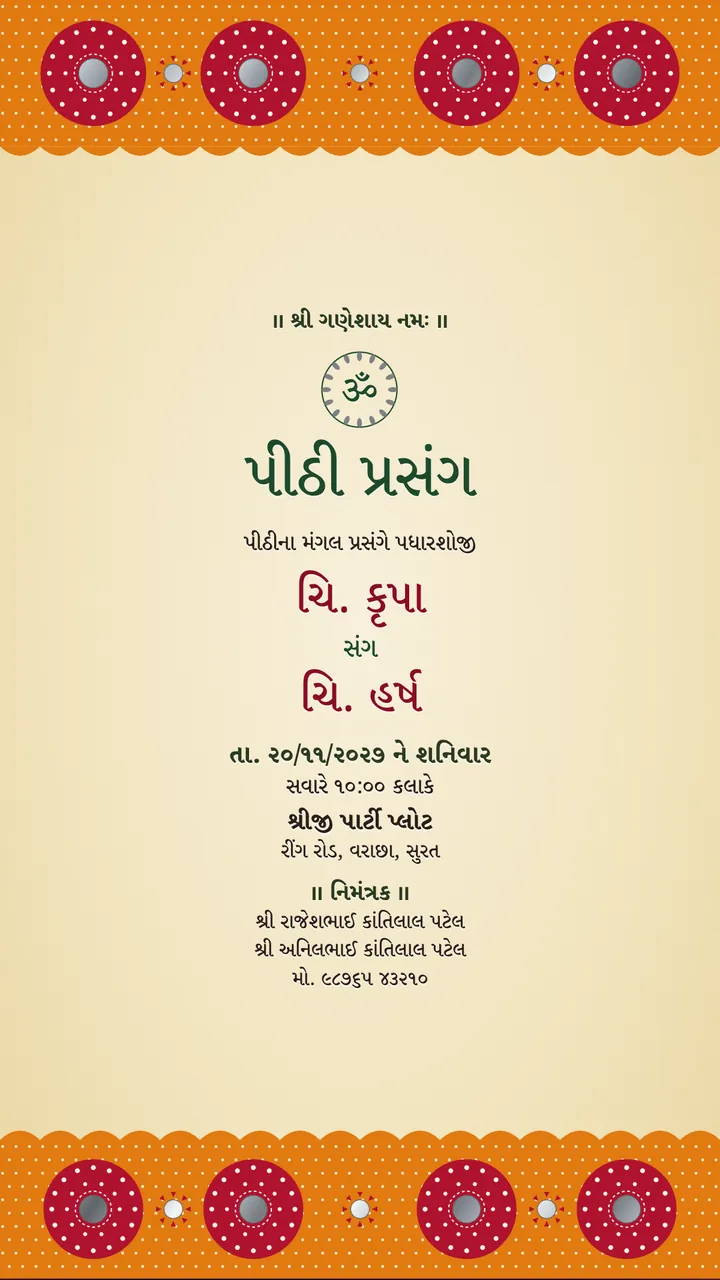 ॥ શ્રી ગણેશાય નમઃ ॥
ૐ
પીઠી પ્રસંગ
પીઠીના મંગલ પ્રસંગે પધારશોજી
ચિ. કૃપા
સંગ
ચિ. હર્ષ
તા. ૨૦/૧૧/૨૦૨૭ ને શનિવાર
સવારે ૧૦:૦૦ કલાકે
શ્રીજી પાર્ટી પ્લોટ
રીંગ રોડ, વરાછા, સુરત
॥ નિમંત્રક ॥
શ્રી રાજેશભાઈ કાંતિલાલ પટેલ
શ્રી અનિલભાઈ કાંતિલાલ પટેલ
મો. ૯૮૭૬૫ ૪૩૨૧૦